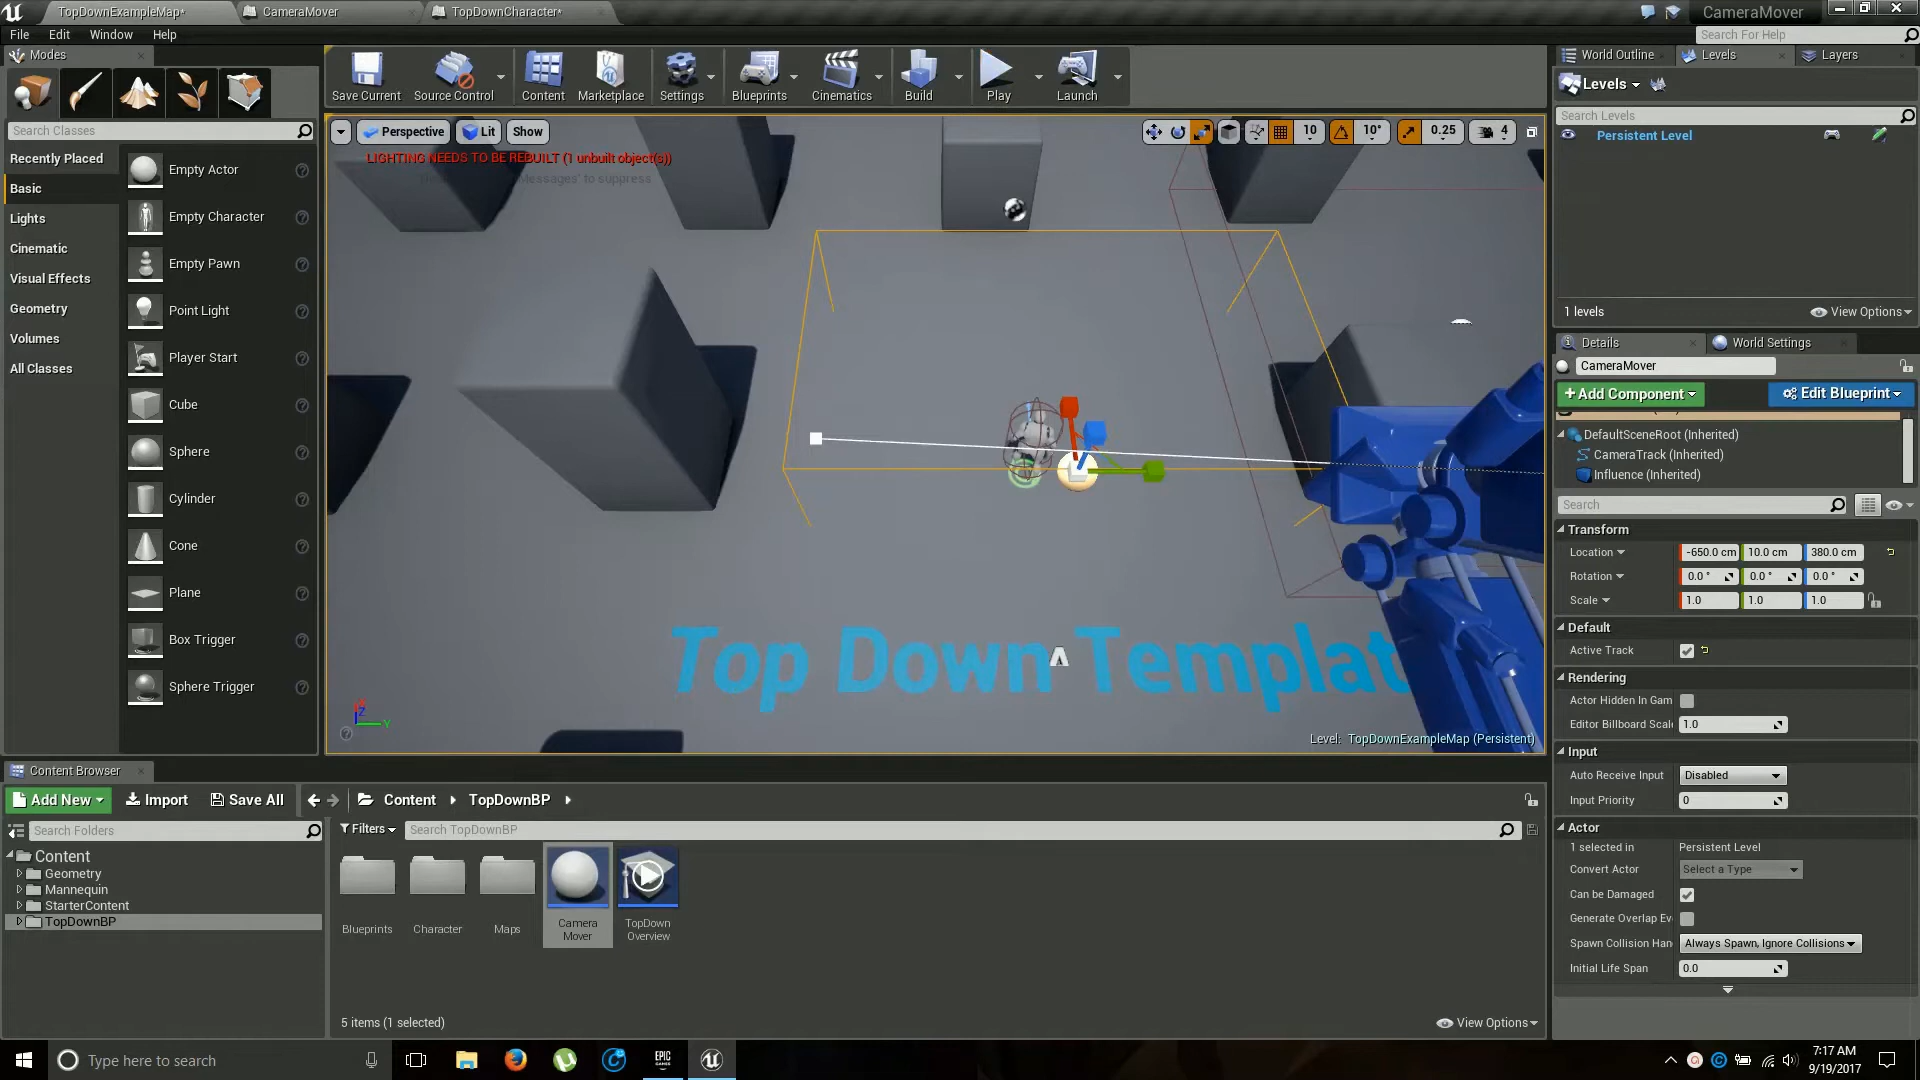 TopDownExampleMap*
CameraMover
TopDownCharacter*
CameraMover
File
Edit
Window
Help
Search For Help
Modes
Search Classes
Recently Placed
Basic
Lights
Cinematic
Visual Effects
Geometry
Volumes
All Classes
Empty Actor
Empty Character
Empty Pawn
Point Light
Player Start
Cube
Sphere
Cylinder
Cone
Plane
Box Trigger
Sphere Trigger
Save Current
Source Control
Content
Marketplace
Settings
Blueprints
Cinematics
Build
Play
Launch
Perspective
Lit
Show
10
10°
0.25
4
LIGHTING NEEDS TO BE REBUILT (1 unbuilt object(s))
Messages' to suppress
Top Down Templat
Z
Y
Level: TopDownExampleMap (Persistent)
World Outline
Levels
Layers
Levels
Search Levels
Persistent Level
1 levels
View Options
Details
World Settings
CameraMover
+Add Component
Edit Blueprint
DefaultSceneRoot (Inherited)
CameraTrack (Inherited)
Influence (Inherited)
Search
Transform
Location
-650.0 cm
10.0 cm
380.0 cm
Rotation
0.0 °
0.0 °
0.0 °
Scale
1.0
1.0
1.0
Default
Active Track
Rendering
Actor Hidden In Gam
Editor Billboard Scale
1.0
Input
Auto Receive Input
Disabled
Input Priority
0
Actor
1 selected in
Persistent Level
Convert Actor
Select a Type
Can be Damaged
Generate Overlap Eve
Spawn Collision Han
Always Spawn, Ignore Collisions
Initial Life Span
0.0
Content Browser
Add New
Import
Save All
Content
TopDownBP
Search Folders
Filters
Search TopDownBP
Content
Geometry
Mannequin
StarterContent
TopDownBP
Blueprints
Character
Maps
Camera
Mover
TopDown
Overview
5 items (1 selected)
View Options
Type here to search
EPIC
GAMES
7:17 AM
9/19/2017